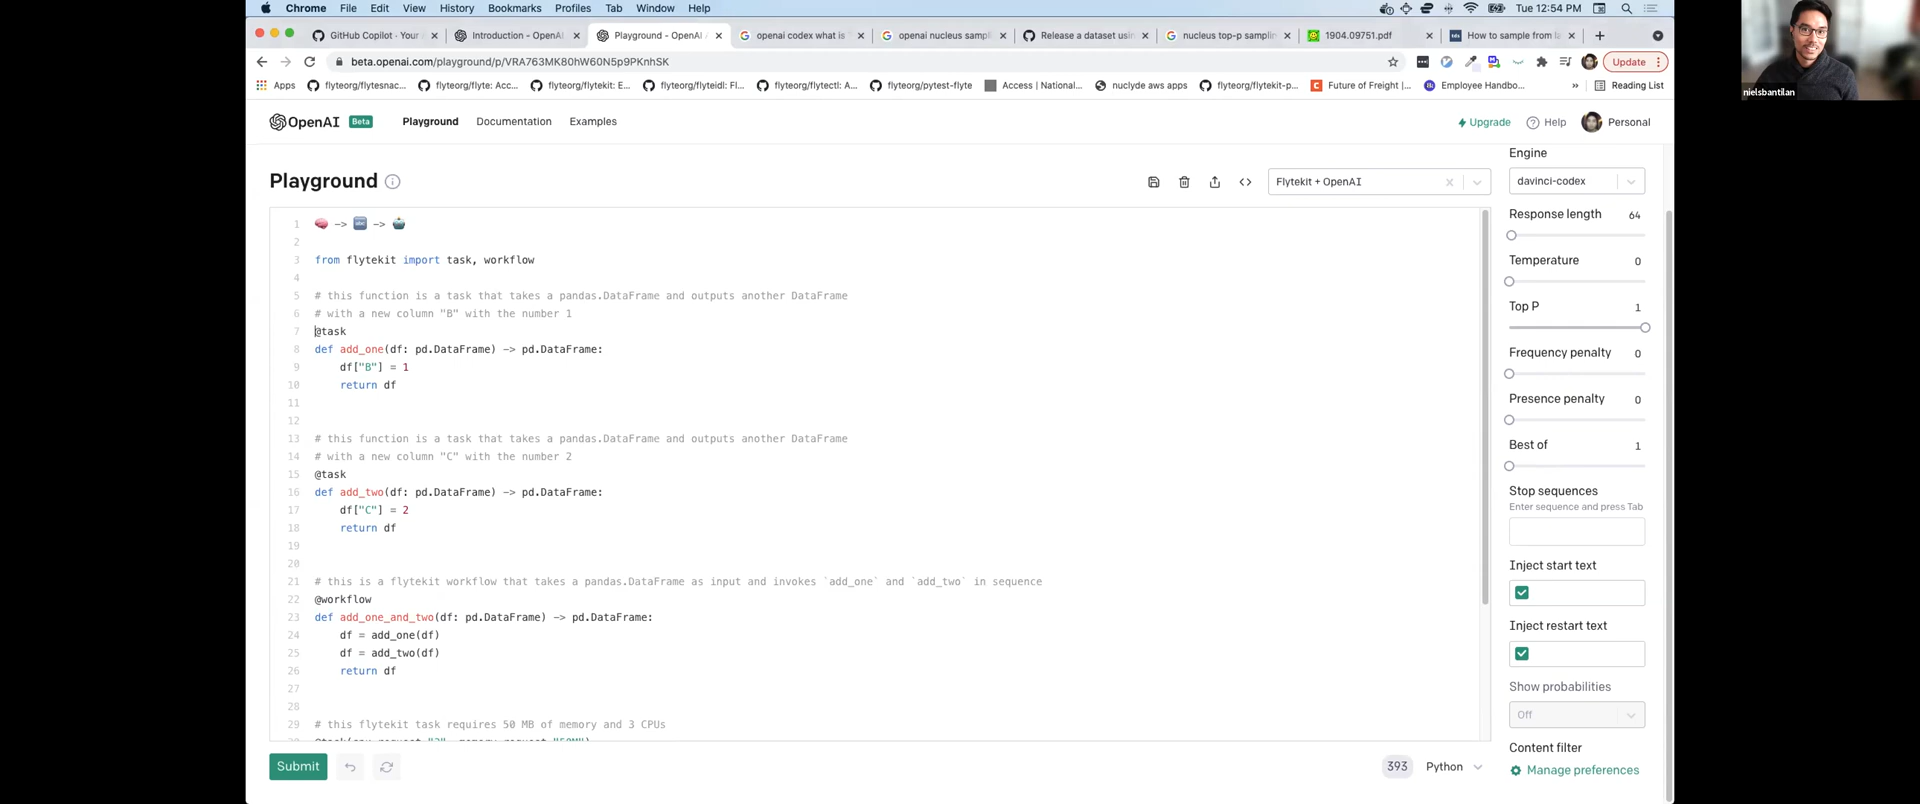 Chrome File Edit View History Bookmarks Profiles Tab Window Help Tue 12:54 PM
GitHub Copilot - Your A
Introduction - OpenAI
Playground - OpenAI A
openai codex what is
openai nucleus sampl
Release a dataset usin
nucleus top-p samplin
1904.09751.pdf
How to sample from la
beta.openai.com/playground/p/VRA763MK80hW60N5p9PKnhSK
Update
Apps
flyteorg/flytesnac...
flyteorg/flyte: Acc...
flyteorg/flytekit: E...
flyteorg/flyteidl: Fl...
flyteorg/flytectl: A...
flyteorg/pytest-flyte
Access | National...
nuclyde aws apps
flyteorg/flytekit-p...
Future of Freight |...
Employee Handbo...
»
Reading List
nielsbantilan
OpenAI Beta
Playground Documentation Examples
Upgrade Help Personal
Playground
Flytekit + OpenAI
1 🧠 -> 🔤 -> 🤖
2
3 from flytekit import task, workflow
4
5 # this function is a task that takes a pandas.DataFrame and outputs another DataFrame
6 # with a new column "B" with the number 1
7 @task
8 def add_one(df: pd.DataFrame) -> pd.DataFrame:
9 df["B"] = 1
10 return df
11
12
13 # this function is a task that takes a pandas.DataFrame and outputs another DataFrame
14 # with a new column "C" with the number 2
15 @task
16 def add_two(df: pd.DataFrame) -> pd.DataFrame:
17 df["C"] = 2
18 return df
19
20
21 # this is a flytekit workflow that takes a pandas.DataFrame as input and invokes `add_one` and `add_two` in sequence
22 @workflow
23 def add_one_and_two(df: pd.DataFrame) -> pd.DataFrame:
24 df = add_one(df)
25 df = add_two(df)
26 return df
27
28
29 # this flytekit task requires 50 MB of memory and 3 CPUs
Submit
393 Python
Engine
davinci-codex
Response length 64
Temperature 0
Top P 1
Frequency penalty 0
Presence penalty 0
Best of 1
Stop sequences
Enter sequence and press Tab
Inject start text
Inject restart text
Show probabilities
Off
Content filter
Manage preferences